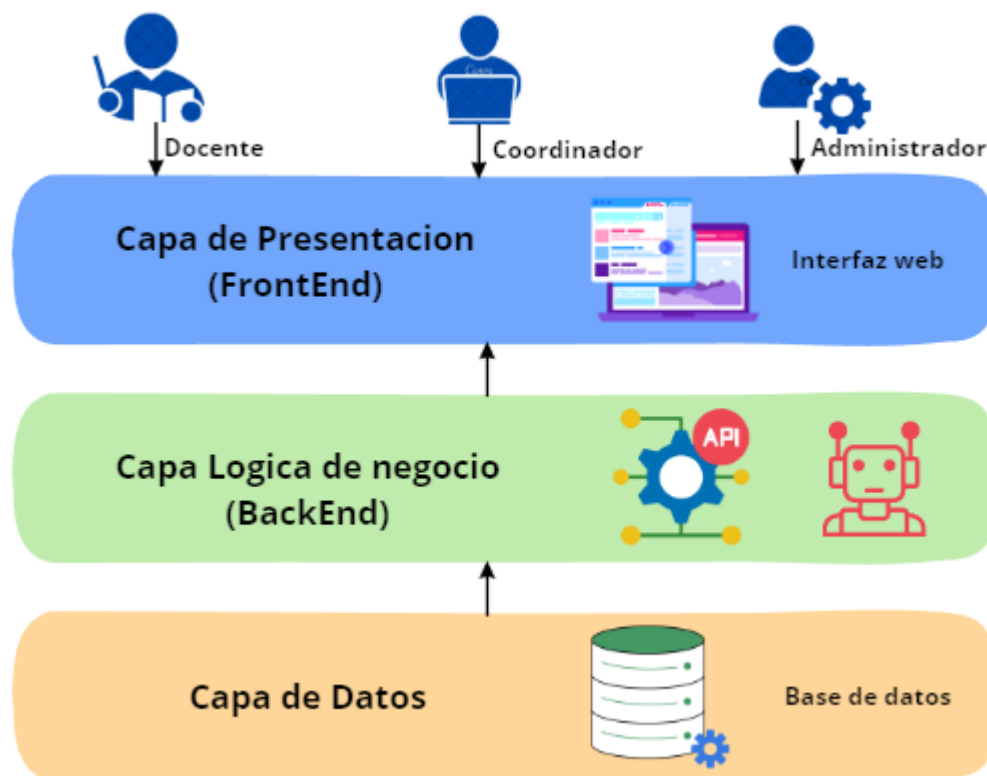 Docente
Coordinador
Administrador
Capa de Presentacion
(FrontEnd)
Interfaz web
Capa Logica de negocio
(BackEnd)
API
Capa de Datos
Base de datos